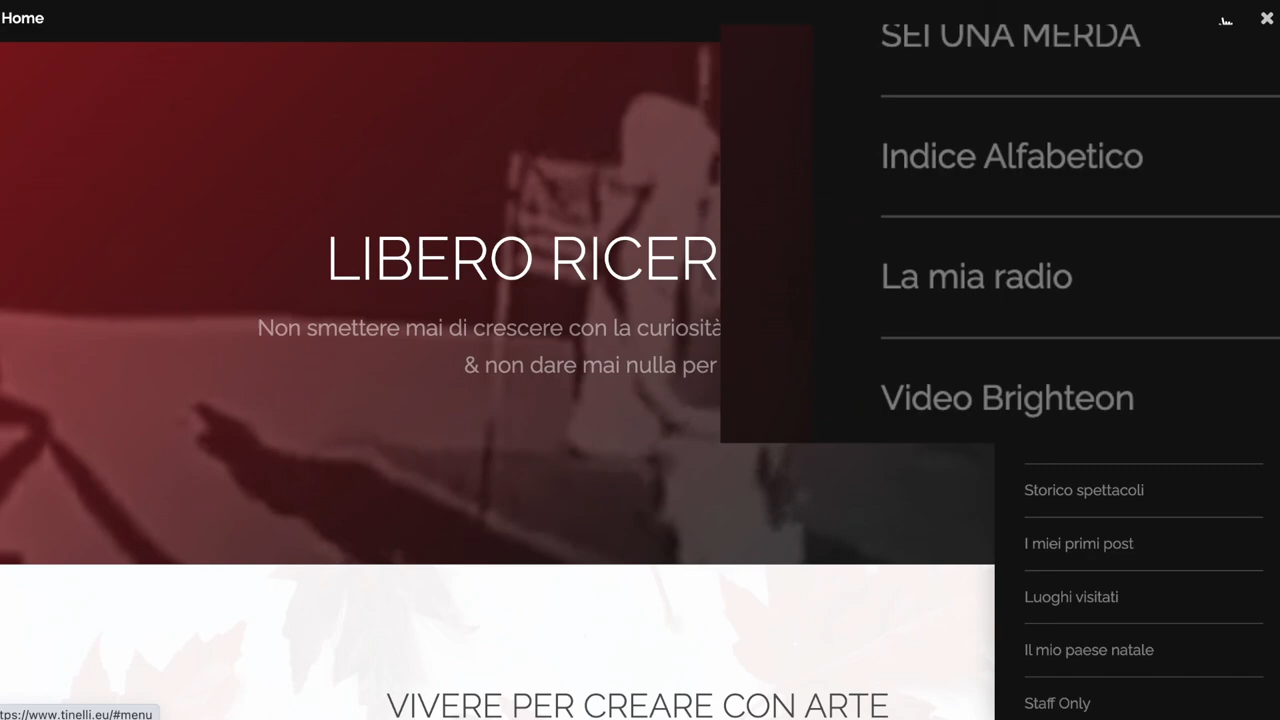 Home
SEI UNA MERDA
Indice Alfabetico
LIBERO RICER
La mia radio
Non smettere mai di crescere con la curiosità
& non dare mai nulla per
Video Brighteon
Storico spettacoli
I miei primi post
Luoghi visitati
Il mio paese natale
VIVERE PER CREARE CON ARTE
Staff Only
tps://www.tinelli.eu/#menu